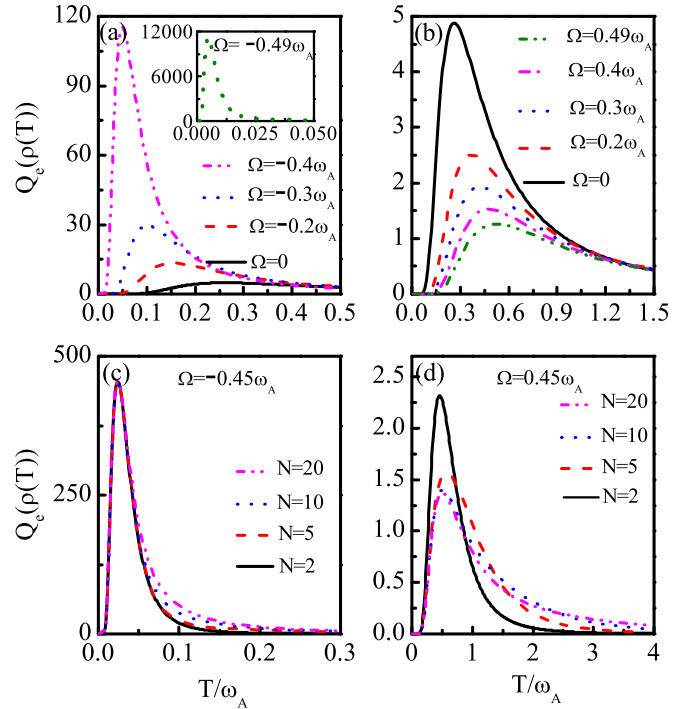 (a)
Q_e(ρ(T))
120
90
60
30
0
0.0 0.1 0.2 0.3 0.4 0.5
12000
6000
0
0.000 0.025 0.050
Ω= −0.49ω_A
Ω=−0.4ω_A
Ω=−0.3ω_A
Ω=−0.2ω_A
Ω=0
(b)
5
4
3
2
1
0
0.3 0.6 0.9 1.2 1.5
Ω=0.49ω_A
Ω=0.4ω_A
Ω=0.3ω_A
Ω=0.2ω_A
Ω=0
(c)
Ω=−0.45ω_A
Q_e(ρ(T))
500
250
0
0.0 0.1 0.2 0.3
N=20
N=10
N=5
N=2
T/ω_A
(d)
Ω=0.45ω_A
2.5
2.0
1.5
1.0
0.5
0.0
0 1 2 3 4
N=20
N=10
N=5
N=2
T/ω_A